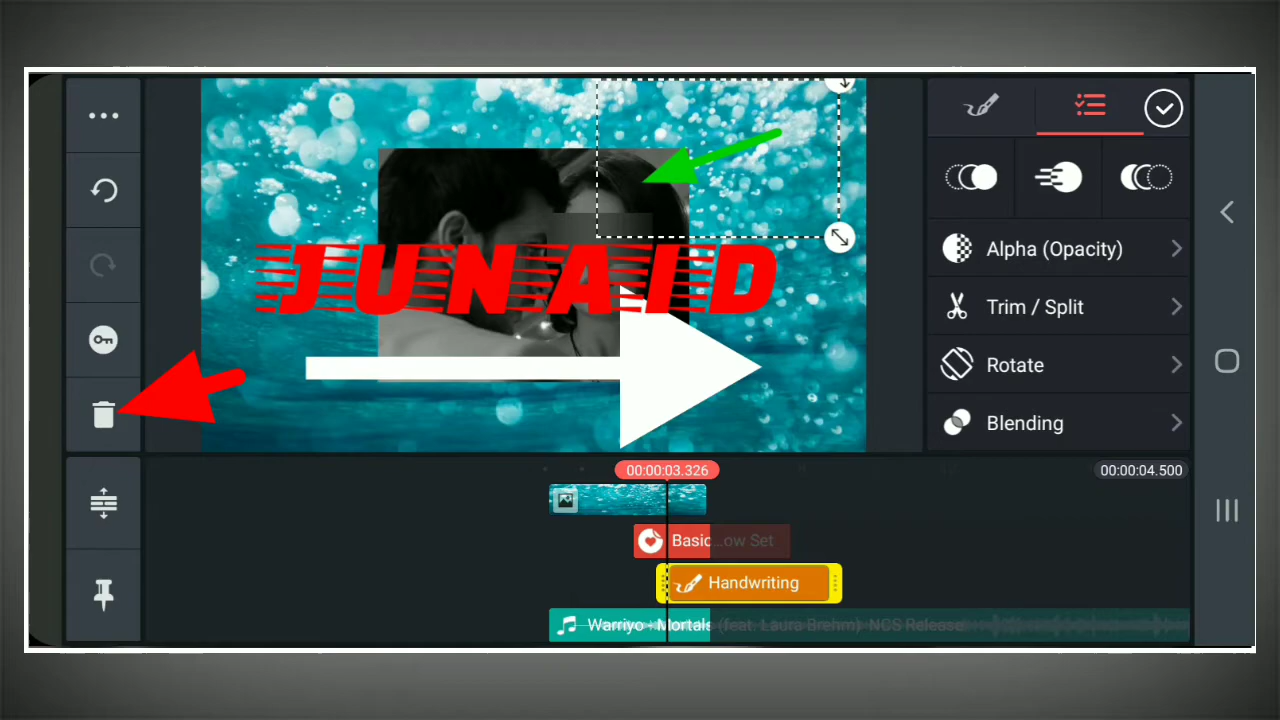 JUNAID
Alpha (Opacity)
Trim / Split
Rotate
Blending
00:00:03.326
00:00:04.500
Basic...ow Set
Handwriting
Warriyo - Mortals (feat. Laura Brehm) NCS Release